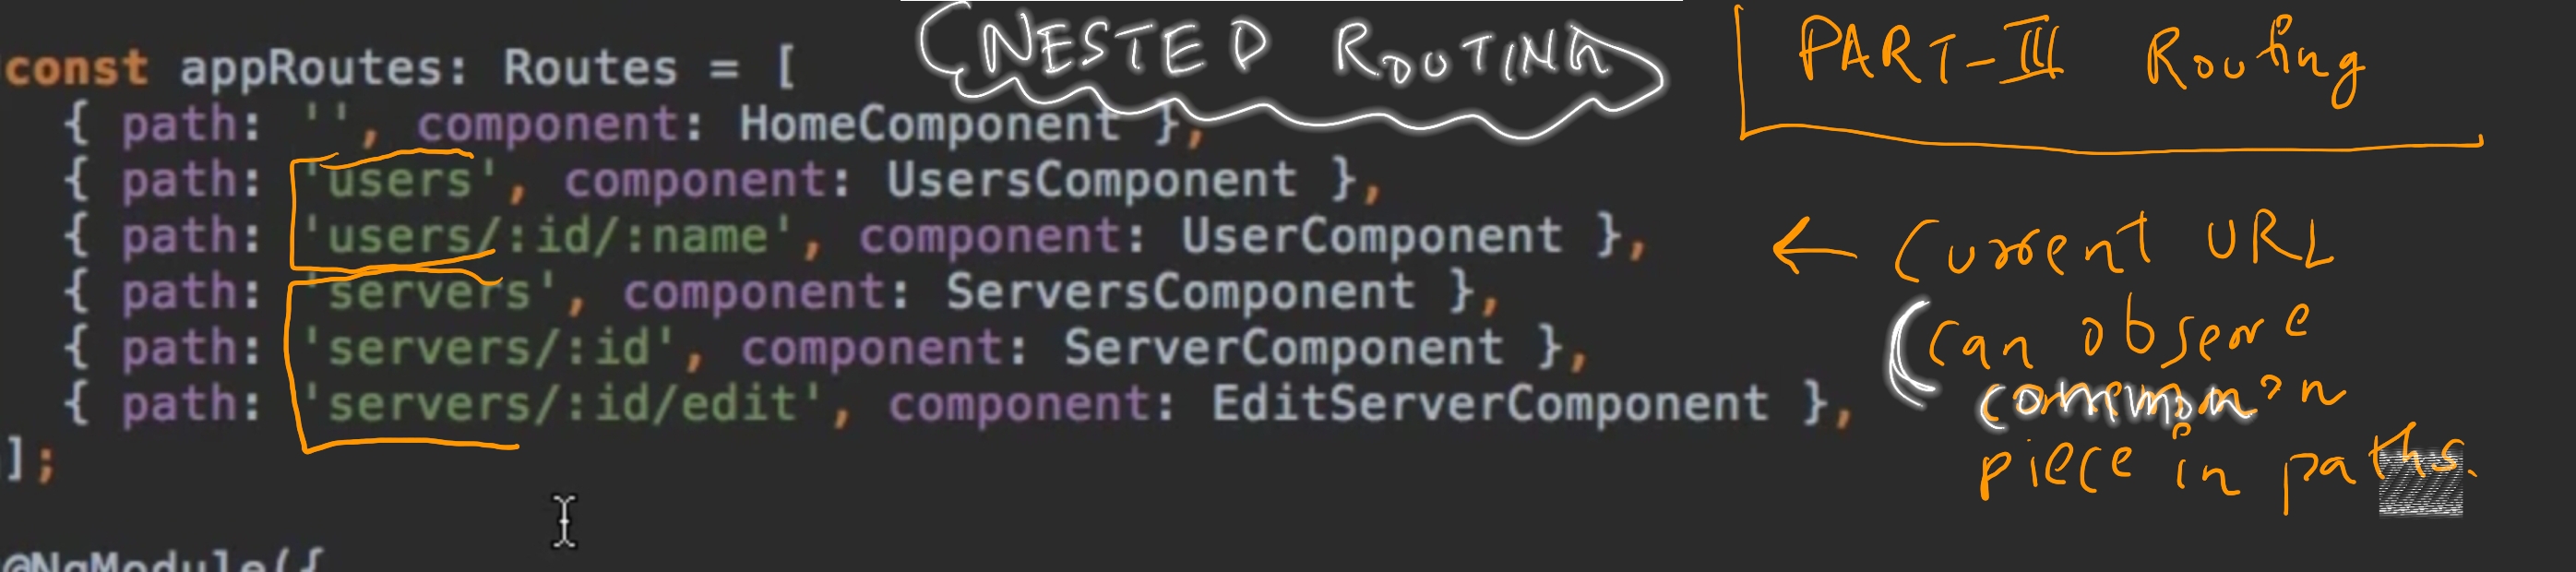 (NESTED ROUTING
PART-III Routing
const appRoutes: Routes = [
{ path: '', component: HomeComponent },
{ path: 'users', component: UsersComponent },
{ path: 'users/:id/:name', component: UserComponent },
{ path: 'servers', component: ServersComponent },
{ path: 'servers/:id', component: ServerComponent },
{ path: 'servers/:id/edit', component: EditServerComponent },
];
@NgModule({
← Current URL
(Can observe
common
piece in paths.